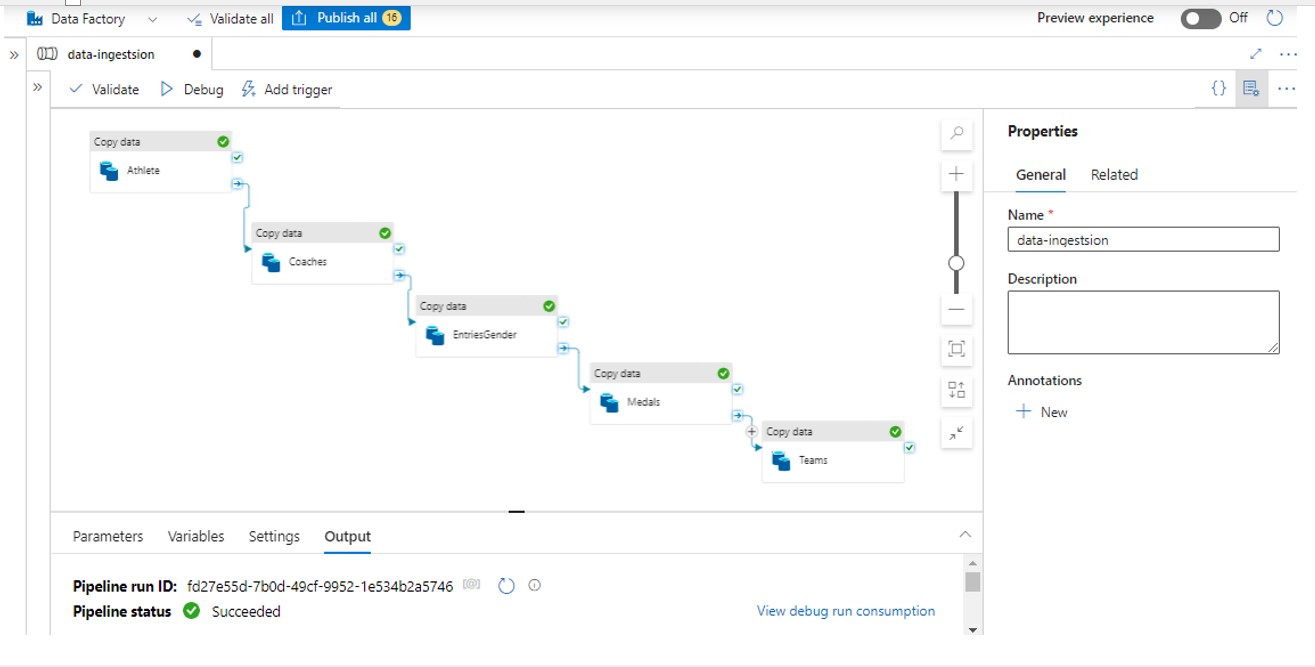 Data Factory Validate all Publish all 16 Preview experience Off
data-ingestsion
Validate Debug Add trigger {}
Copy data
Athlete
Copy data
Coaches
Copy data
EntriesGender
Copy data
Medals
Copy data
Teams
Properties
General Related
Name *
data-ingestsion
Description
Annotations
New
Parameters Variables Settings Output
Pipeline run ID: fd27e55d-7b0d-49cf-9952-1e534b2a5746 [@]
Pipeline status Succeeded
View debug run consumption